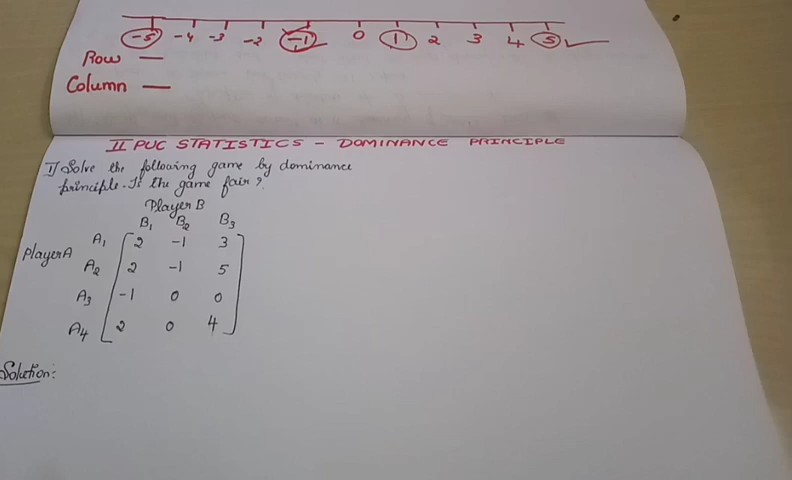 -5 -4 -3 -2 -1 0 1 2 3 4 5
Row —
Column —
II PUC STATISTICS - DOMINANCE PRINCIPLE
1) Solve the following game by dominance
principle. Is the game fair?
Player B
B1 B2 B3
Player A
A1 2 -1 3
A2 2 -1 5
A3 -1 0 0
A4 2 0 4
Solution: